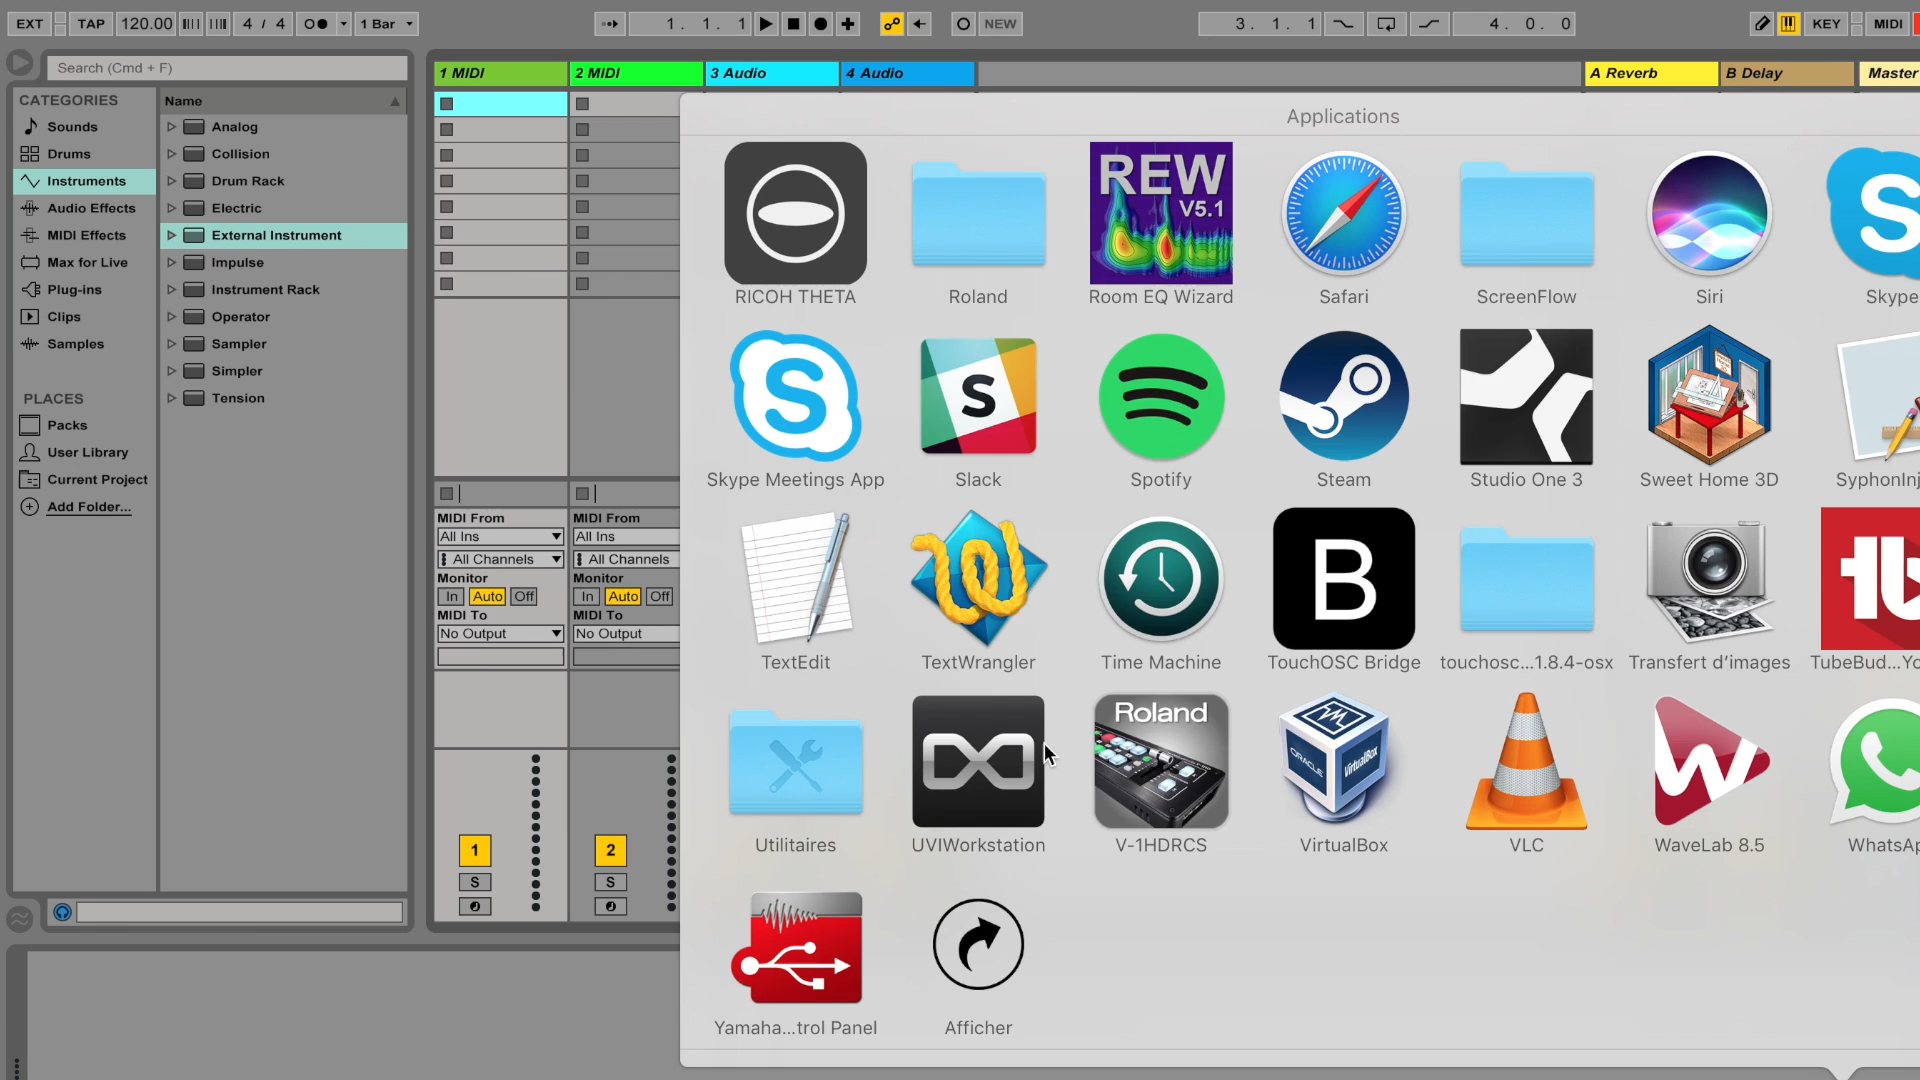 EXT TAP 120.00 4 / 4 1 Bar 1. 1. 1 NEW 3. 1. 1 4. 0. 0 KEY MIDI
Search (Cmd + F)
CATEGORIES
Sounds
Drums
Instruments
Audio Effects
MIDI Effects
Max for Live
Plug-ins
Clips
Samples
PLACES
Packs
User Library
Current Project
Add Folder...
Name
Analog
Collision
Drum Rack
Electric
External Instrument
Impulse
Instrument Rack
Operator
Sampler
Simpler
Tension
1 MIDI 2 MIDI 3 Audio 4 Audio A Reverb B Delay Master
MIDI From MIDI From
All Ins All Ins
All Channels All Channels
Monitor Monitor
In Auto Off In Auto Off
MIDI To MIDI To
No Output No Output
1 2
S S
Applications
REW
V5.1
RICOH THETA Roland Room EQ Wizard Safari ScreenFlow Siri Skype
S
S S
Skype Meetings App Slack Spotify Steam Studio One 3 Sweet Home 3D SyphonInj
B tb
TextEdit TextWrangler Time Machine TouchOSC Bridge touchosc...1.8.4-osx Transfert d’images TubeBud...Yo
Roland
ORACLE VirtualBox
W
Utilitaires UVIWorkstation V-1HDRCS VirtualBox VLC WaveLab 8.5 WhatsAp
Yamaha...trol Panel Afficher